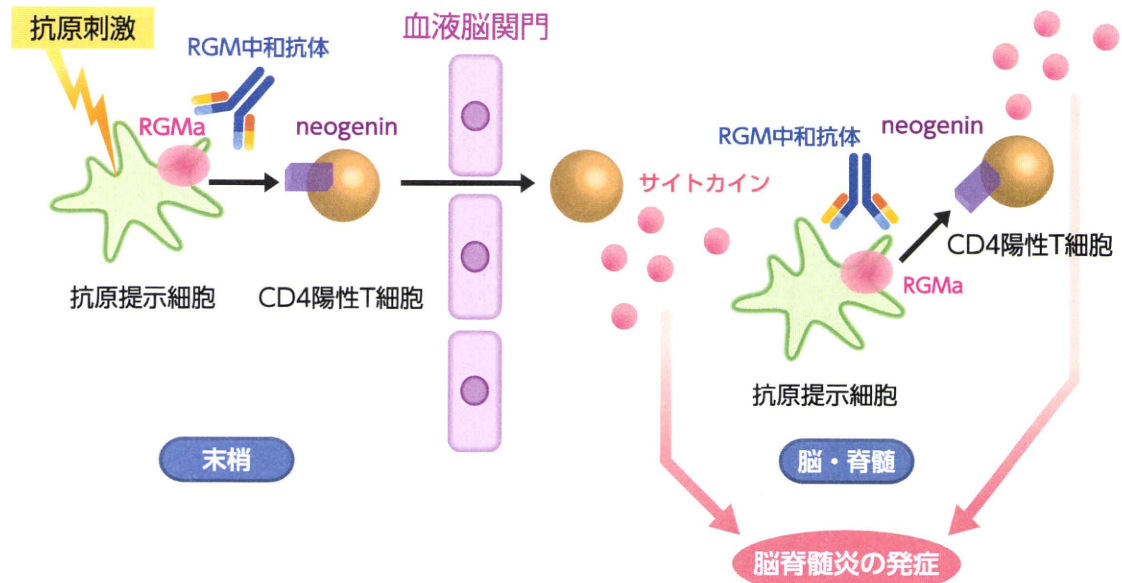 抗原刺激
RGM中和抗体
血液脳関門
RGMa
neogenin
抗原提示細胞
CD4陽性T細胞
末梢
サイトカイン
RGM中和抗体
neogenin
CD4陽性T細胞
RGMa
抗原提示細胞
脳・脊髄
脳脊髄炎の発症